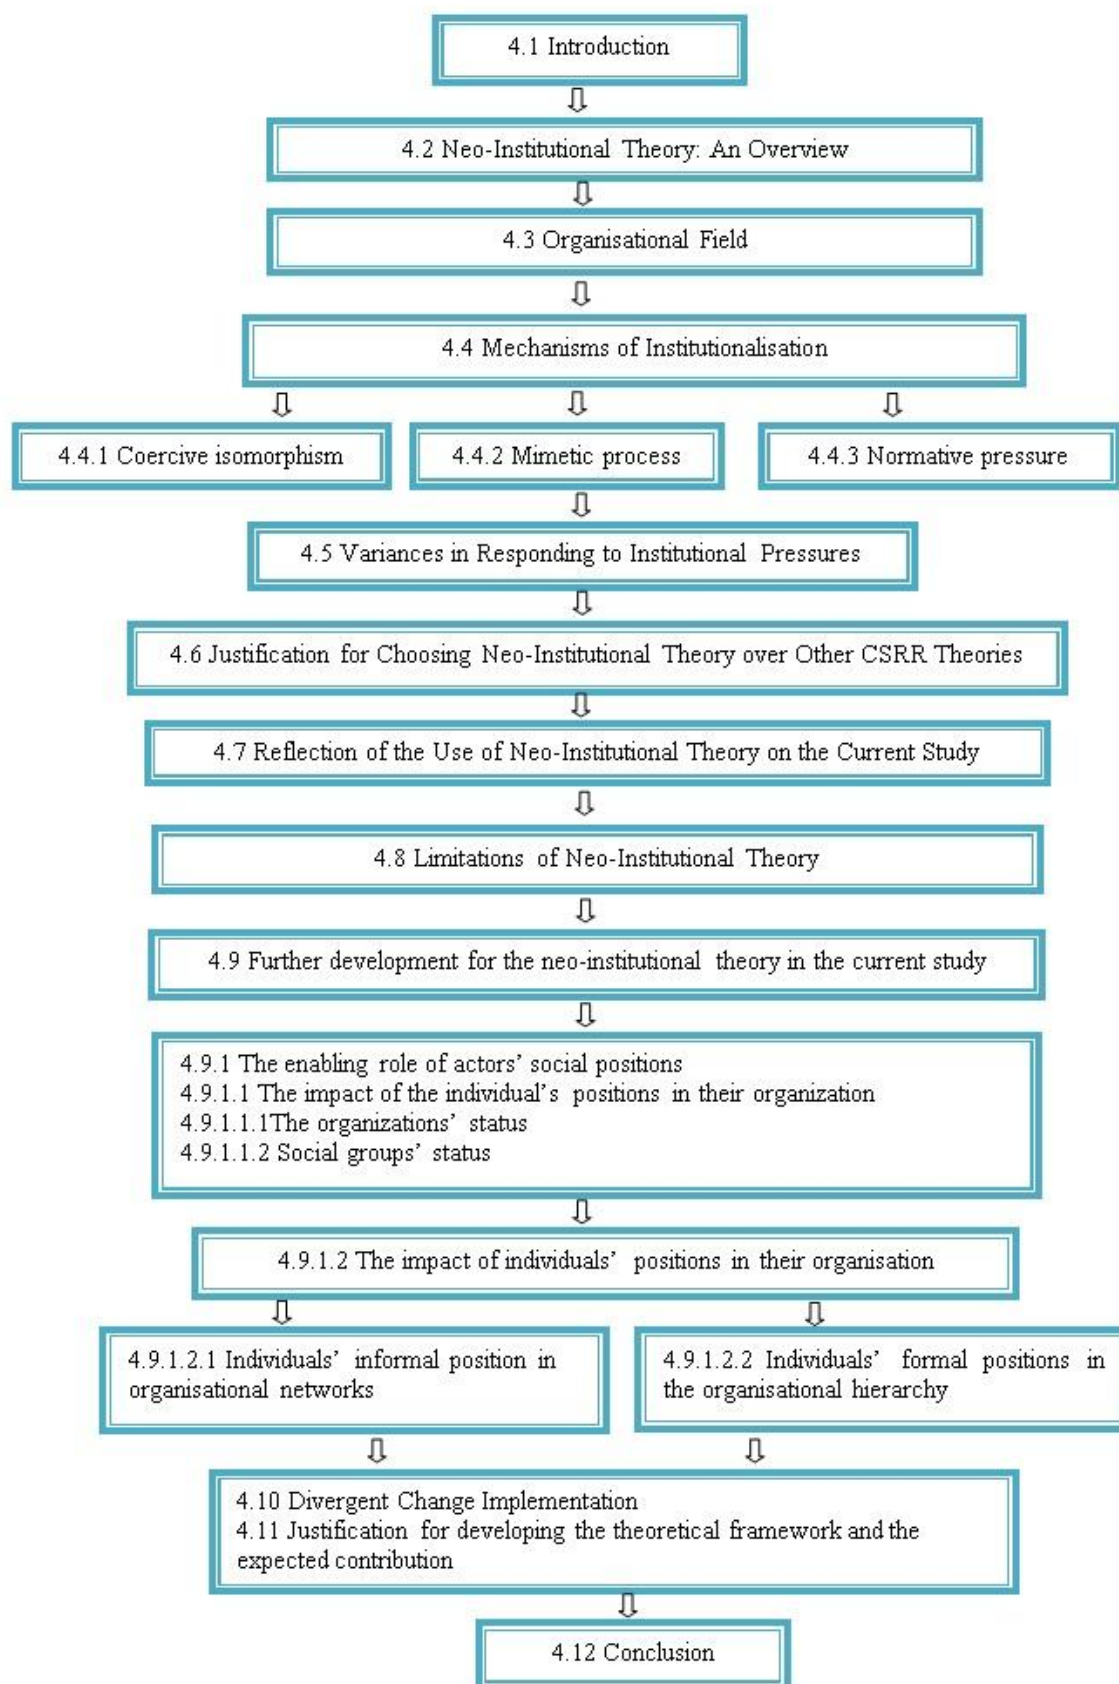 4.1 Introduction
4.2 Neo-Institutional Theory: An Overview
4.3 Organisational Field
4.4 Mechanisms of Institutionalisation
4.4.1 Coercive isomorphism
4.4.2 Mimetic process
4.4.3 Normative pressure
4.5 Variances in Responding to Institutional Pressures
4.6 Justification for Choosing Neo-Institutional Theory over Other CSRR Theories
4.7 Reflection of the Use of Neo-Institutional Theory on the Current Study
4.8 Limitations of Neo-Institutional Theory
4.9 Further development for the neo-institutional theory in the current study
4.9.1 The enabling role of actors’ social positions
4.9.1.1 The impact of the individual’s positions in their organization
4.9.1.1.1The organizations’ status
4.9.1.1.2 Social groups’ status
4.9.1.2 The impact of individuals’ positions in their organisation
4.9.1.2.1 Individuals’ informal position in
organisational networks
4.9.1.2.2 Individuals’ formal positions in
the organisational hierarchy
4.10 Divergent Change Implementation
4.11 Justification for developing the theoretical framework and the
expected contribution
4.12 Conclusion